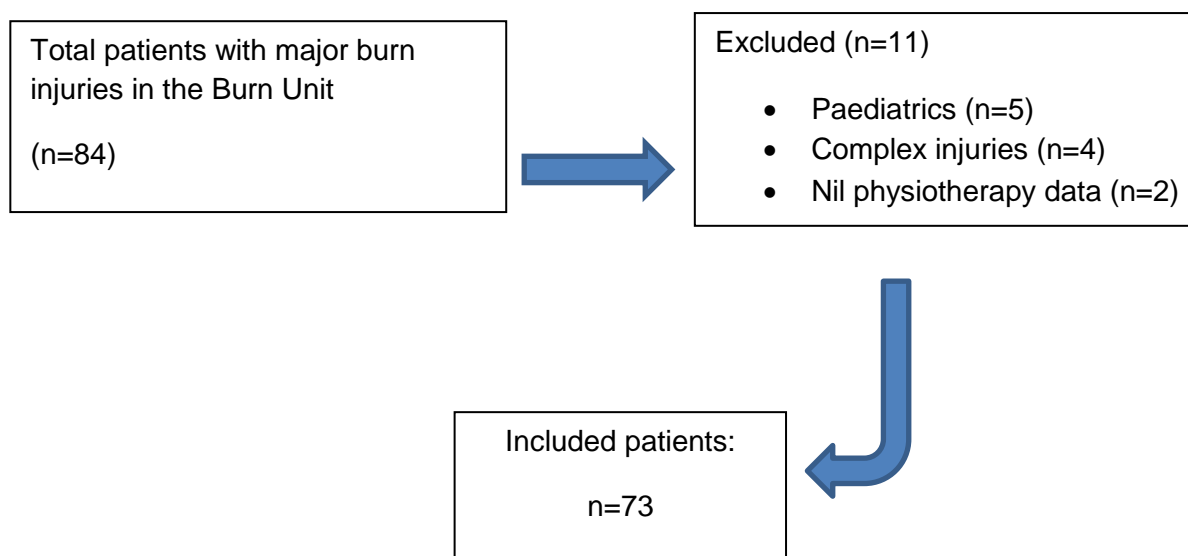 Total patients with major burn
injuries in the Burn Unit
(n=84)
Excluded (n=11)
• Paediatrics (n=5)
• Complex injuries (n=4)
• Nil physiotherapy data (n=2)
Included patients:
n=73